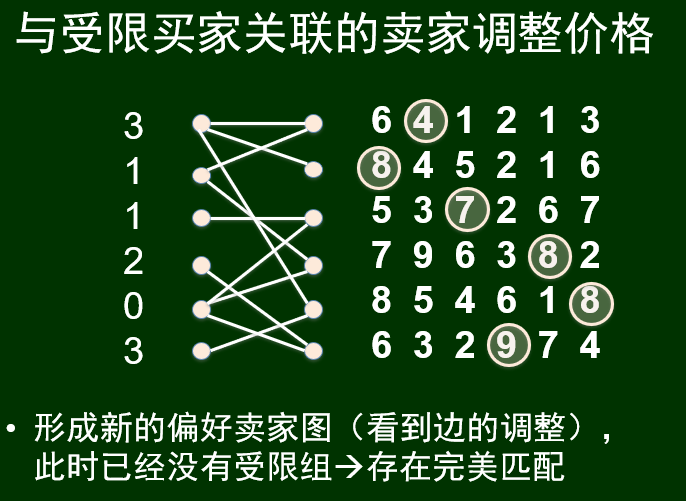 与受限买家关联的卖家调整价格
3 6 4 1 2 1 3
1 8 4 5 2 1 6
1 5 3 7 2 6 7
2 7 9 6 3 8 2
0 8 5 4 6 1 8
3 6 3 2 9 7 4
• 形成新的偏好卖家图（看到边的调整），
此时已经没有受限组→存在完美匹配